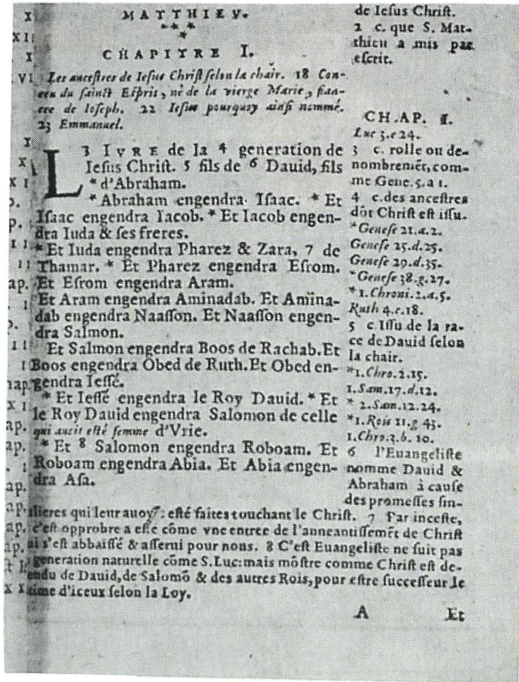 MATTHIEV.
CHAPITRE I.
Les ancestres de Iesus Christ selon la chair. 18 Con-
ceu du sainct Esprit, né de la vierge Marie, fian-
cee de Ioseph. 22 Iesus pourquoy ainsi nommé.
23 Emmanuel.
L 3 IVRE de la 4 generation de
Iesus Christ. 5 fils de 6 Dauid, fils
* d'Abraham.
* Abraham engendra Isaac. * Et
Isaac engendra Iacob. * Et Iacob engen-
dra Iuda & ses freres.
* Et Iuda engendra Pharez & Zara, 7 de
Thamar. * Et Pharez engendra Esrom.
Et Esrom engendra Aram.
Et Aram engendra Aminadab. Et Amina-
dab engendra Naasson. Et Naasson engen-
dra Salmon.
Et Salmon engendra Boos de Rachab. Et
Boos engendra Obed de Ruth. Et Obed en-
gendra Iessé.
* Et Iessé engendra le Roy Dauid. * Et
le Roy Dauid engendra Salomon de celle
qui auoit esté femme d'Vrie.
* Et 8 Salomon engendra Roboam. Et
Roboam engendra Abia. Et Abia engen-
dra Asa.
de Iesus Christ.
2 c. que S. Mat-
thieu a mis par
escrit.
CHAP. I.
Luc 3.e 24.
3 c. rolle ou de-
nombremēt, com-
me Gene. 5.a 1.
4 c. des ancestres
dōt Christ est issu.
* Genese 21.a.2.
Genese 25.d.25.
Genese 29.d.35.
* Genese 38.g.27.
* 1. Chroni. 2.a.5.
Ruth 4.c.18.
5 c. Issu de la ra-
ce de Dauid selon
la chair.
* 1. Chro. 2.15.
1. Sam. 17.d.12.
* 2. Sam. 12.24.
* 1. Rois 11.g 43.
1. Chro. 3.b. 10.
6 l'Euangeliste
nomme Dauid &
Abraham à cause
des promesses sin-
gulieres qui leur auoyēt esté faites touchant le Christ. 7 Par inceste,
c'est opprobre a esté cōme vne entree de l'aneantissemēt de Christ
qui s'est abbaissé & asserui pour nous. 8 C'est Euangeliste ne suit pas
generation naturelle cōme S. Luc: mais mōstre comme Christ est de-
scendu de Dauid, de Salomō & des autres Rois, pour estre successeur le
d'iceux selon la Loy.
A Et